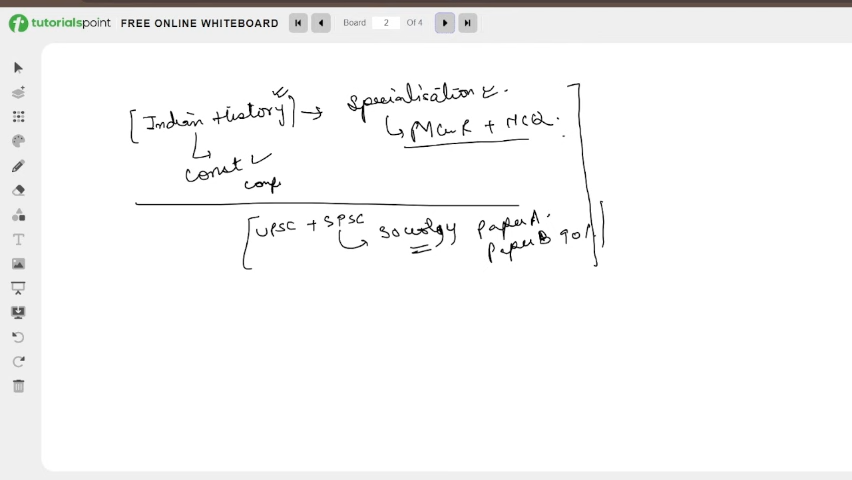 tutorialspoint FREE ONLINE WHITEBOARD Board 2 Of 4
[Indian History] → Specialisation
MCQ
const
comp
[UPSC + SPSC sociology Paper A.
Paper B 90%
T